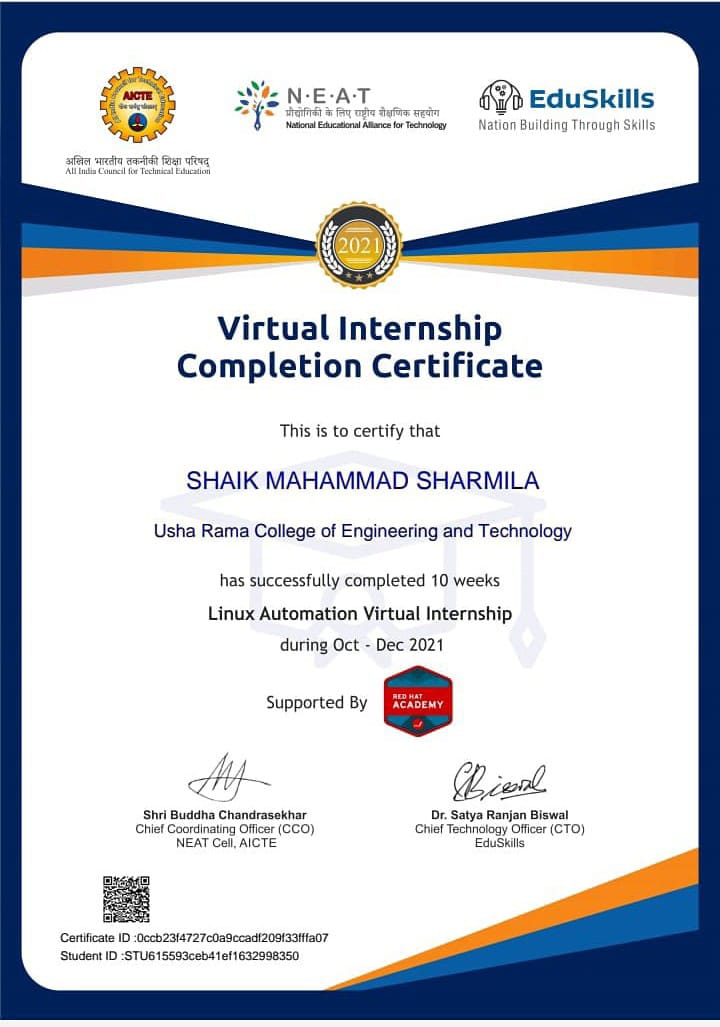 AICTE
अखिल भारतीय तकनीकी शिक्षा परिषद्
All India Council for Technical Education
N·E·A·T
प्रौद्योगिकी के लिए राष्ट्रीय शैक्षणिक सहयोग
National Educational Alliance for Technology
EduSkills
Nation Building Through Skills
2021
Virtual Internship
Completion Certificate
This is to certify that
SHAIK MAHAMMAD SHARMILA
Usha Rama College of Engineering and Technology
has successfully completed 10 weeks
Linux Automation Virtual Internship
during Oct - Dec 2021
Supported By
RED HAT
ACADEMY
Shri Buddha Chandrasekhar
Chief Coordinating Officer (CCO)
NEAT Cell, AICTE
Dr. Satya Ranjan Biswal
Chief Technology Officer (CTO)
EduSkills
Certificate ID :0ccb23f4727c0a9ccadf209f33fffa07
Student ID :STU615593ceb41ef1632998350